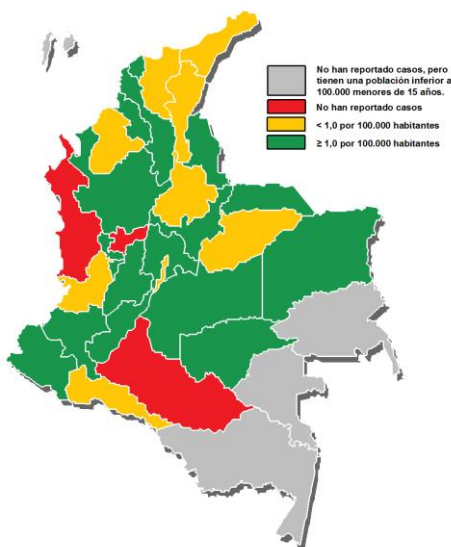 No han reportado casos, pero
tienen una población inferior a
100.000 menores de 15 años.
No han reportado casos
< 1,0 por 100.000 habitantes
≥ 1,0 por 100.000 habitantes